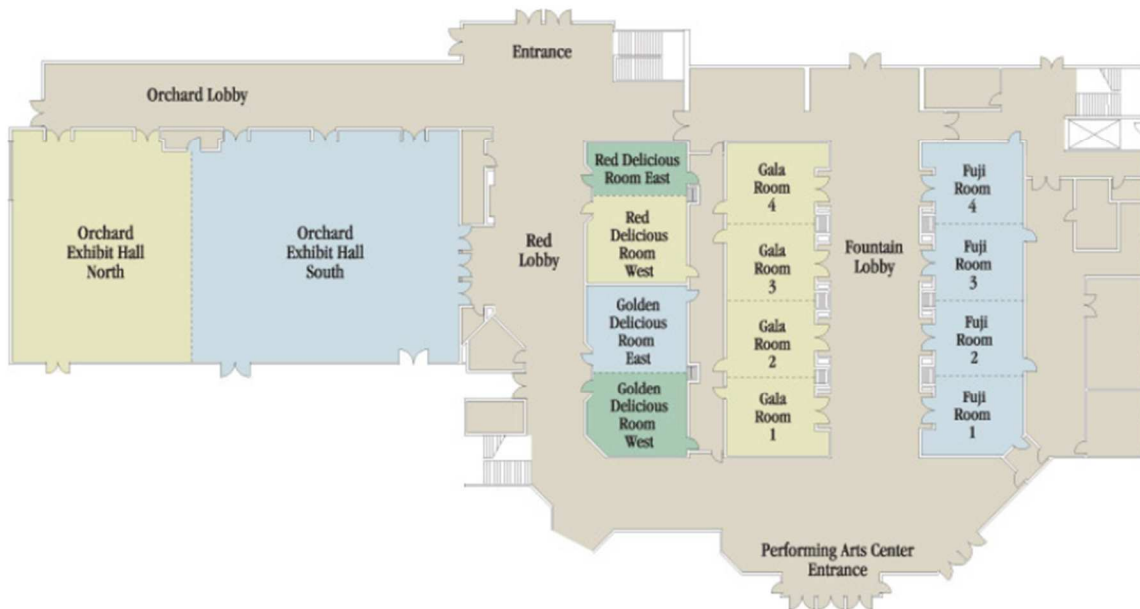 Entrance
Orchard Lobby
Red Delicious
Room East
Gala
Room
4
Fuji
Room
4
Orchard
Exhibit Hall
North
Orchard
Exhibit Hall
South
Red
Lobby
Red
Delicious
Room
West
Gala
Room
3
Fountain
Lobby
Fuji
Room
3
Golden
Delicious
Room
East
Gala
Room
2
Fuji
Room
2
Golden
Delicious
Room
West
Gala
Room
1
Fuji
Room
1
Performing Arts Center
Entrance